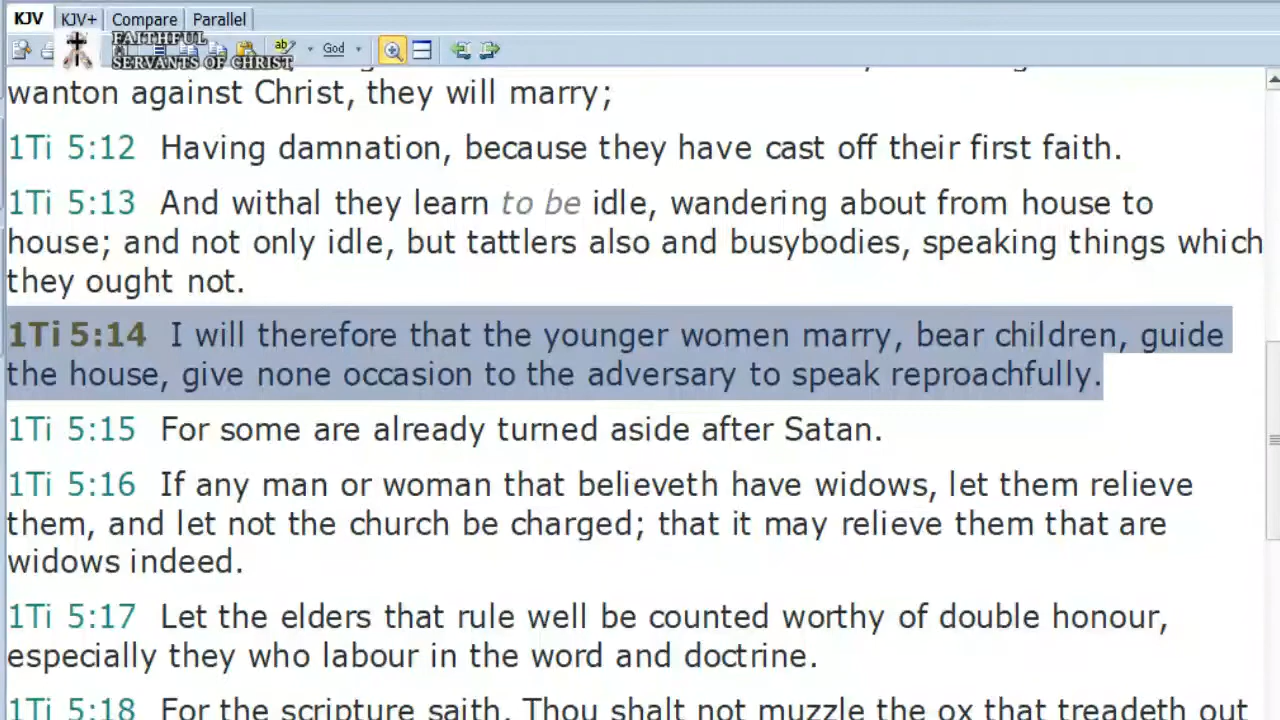 KJV KJV+ Compare Parallel
FAITHFUL
SERVANTS OF CHRIST
ab God
wanton against Christ, they will marry;
1Ti 5:12 Having damnation, because they have cast off their first faith.
1Ti 5:13 And withal they learn to be idle, wandering about from house to
house; and not only idle, but tattlers also and busybodies, speaking things which
they ought not.
1Ti 5:14 I will therefore that the younger women marry, bear children, guide
the house, give none occasion to the adversary to speak reproachfully.
1Ti 5:15 For some are already turned aside after Satan.
1Ti 5:16 If any man or woman that believeth have widows, let them relieve
them, and let not the church be charged; that it may relieve them that are
widows indeed.
1Ti 5:17 Let the elders that rule well be counted worthy of double honour,
especially they who labour in the word and doctrine.
1Ti 5:18 For the scripture saith, Thou shalt not muzzle the ox that treadeth out